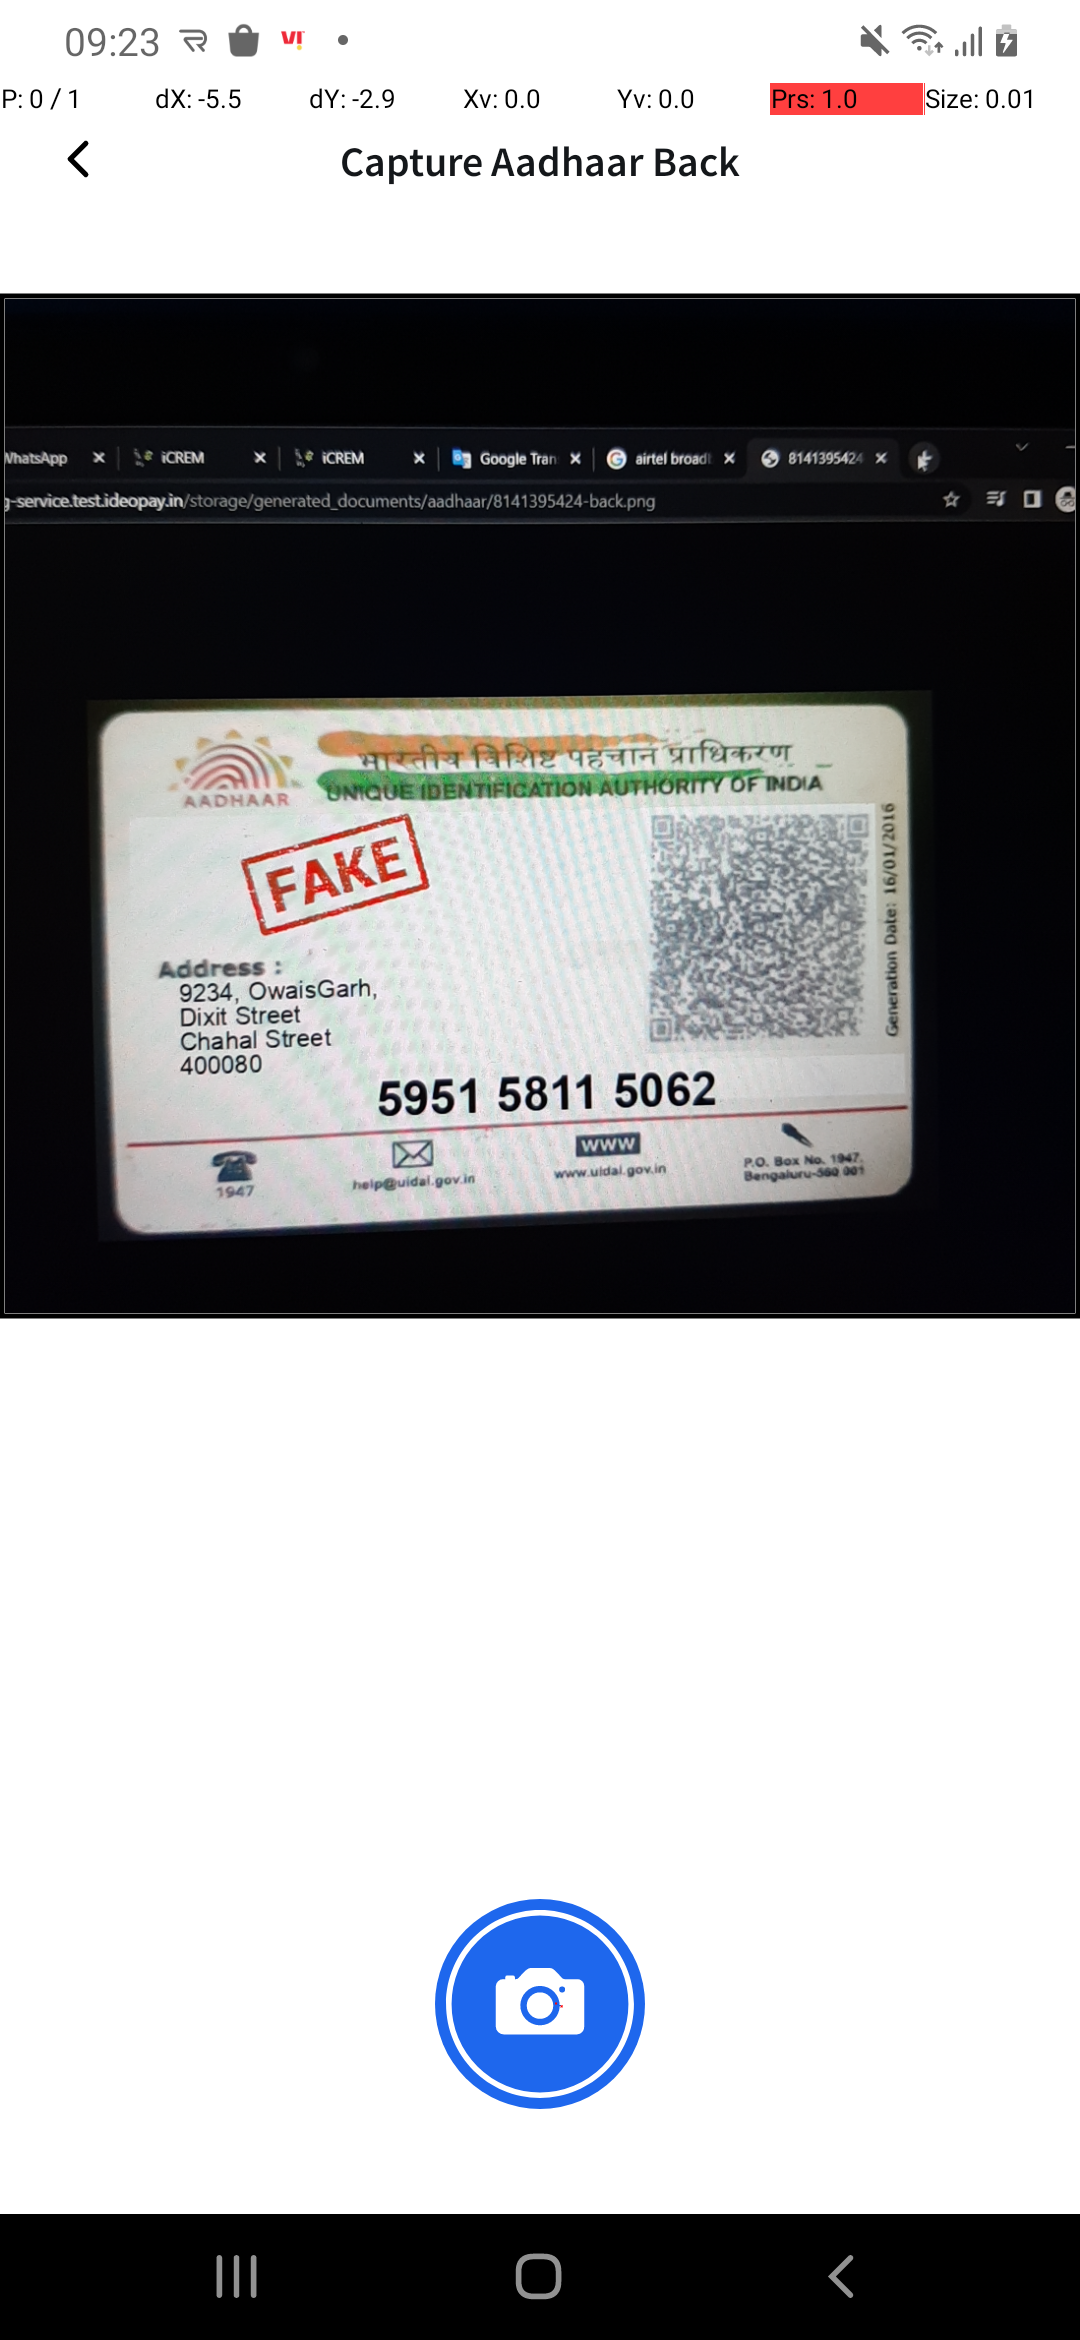 09:23
P: 0 / 1 dX: -5.5 dY: -2.9 Xv: 0.0 Yv: 0.0 Prs: 1.0 Size: 0.01
Capture Aadhaar Back
WhatsApp iCREM iCREM Google Tran airtel broadl 8141395424
g-service.test.ideopay.in/storage/generated_documents/aadhaar/8141395424-back.png
भारतीय विशिष्ट पहचान प्राधिकरण
AADHAAR
UNIQUE IDENTIFICATION AUTHORITY OF INDIA
FAKE
Generation Date: 16/01/2016
Address :
9234, OwaisGarh,
Dixit Street
Chahal Street
400080
5951 5811 5062
1947
help@uidai.gov.in
www
www.uidai.gov.in
P.O. Box No. 1947.
Bengaluru-560 001